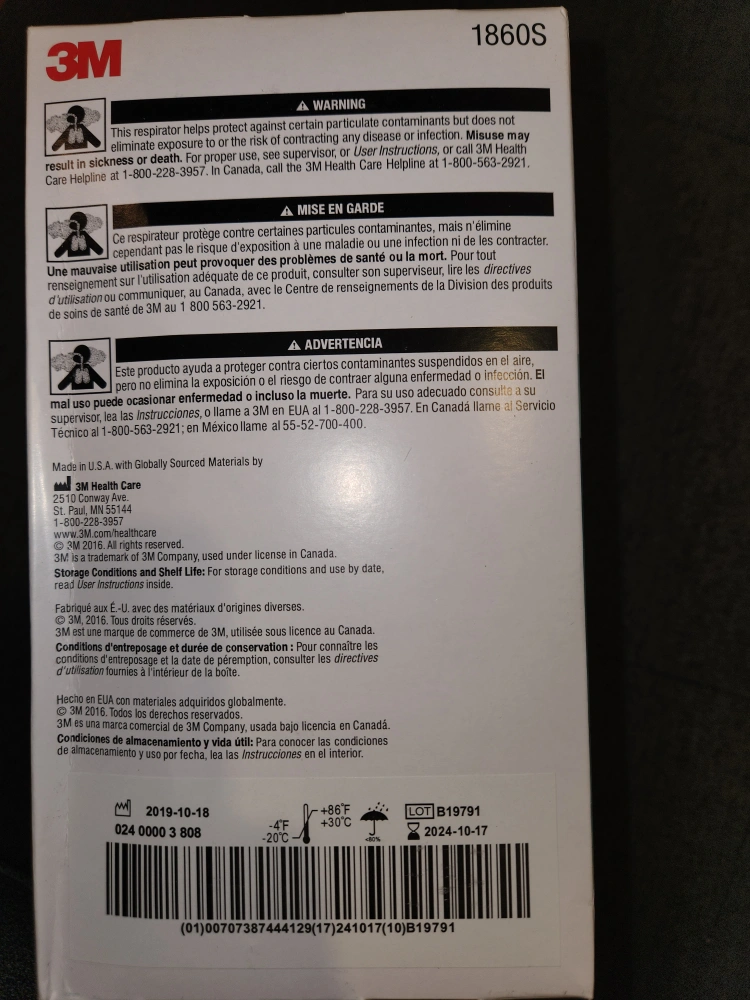 3M
1860S
⚠ WARNING
This respirator helps protect against certain particulate contaminants but does not
eliminate exposure to or the risk of contracting any disease or infection. Misuse may
result in sickness or death. For proper use, see supervisor, or User Instructions, or call 3M Health
Care Helpline at 1-800-228-3957. In Canada, call the 3M Health Care Helpline at 1-800-563-2921.
⚠ MISE EN GARDE
Ce respirateur protège contre certaines particules contaminantes, mais n'élimine
cependant pas le risque d'exposition à une maladie ou une infection ni de les contracter.
Une mauvaise utilisation peut provoquer des problèmes de santé ou la mort. Pour tout
renseignement sur l'utilisation adéquate de ce produit, consulter son superviseur, lire les directives
d'utilisation ou communiquer, au Canada, avec le Centre de renseignements de la Division des produits
de soins de santé de 3M au 1 800 563-2921.
⚠ ADVERTENCIA
Este producto ayuda a proteger contra ciertos contaminantes suspendidos en el aire,
pero no elimina la exposición o el riesgo de contraer alguna enfermedad o infección. El
mal uso puede ocasionar enfermedad o incluso la muerte. Para su uso adecuado consulte a su
supervisor, lea las Instrucciones, o llame a 3M en EUA al 1-800-228-3957. En Canadá llame al Servicio
Técnico al 1-800-563-2921; en México llame al 55-52-700-400.
Made in U.S.A. with Globally Sourced Materials by
3M Health Care
2510 Conway Ave.
St. Paul, MN 55144
1-800-228-3957
www.3M.com/healthcare
© 3M 2016. All rights reserved.
3M is a trademark of 3M Company, used under license in Canada.
Storage Conditions and Shelf Life: For storage conditions and use by date,
read User Instructions inside.
Fabriqué aux É.-U. avec des matériaux d'origines diverses.
© 3M, 2016. Tous droits réservés.
3M est une marque de commerce de 3M, utilisée sous licence au Canada.
Conditions d'entreposage et durée de conservation : Pour connaître les
conditions d'entreposage et la date de péremption, consulter les directives
d'utilisation fournies à l'intérieur de la boîte.
Hecho en EUA con materiales adquiridos globalmente.
© 3M 2016. Todos los derechos reservados.
3M es una marca comercial de 3M Company, usada bajo licencia en Canadá.
Condiciones de almacenamiento y vida útil: Para conocer las condiciones
de almacenamiento y uso por fecha, lea las Instrucciones en el interior.
2019-10-18
024 0000 3 808
-4°F
-20°C
+86°F
+30°C
<80%
LOT B19791
2024-10-17
(01)00707387444129(17)241017(10)B19791